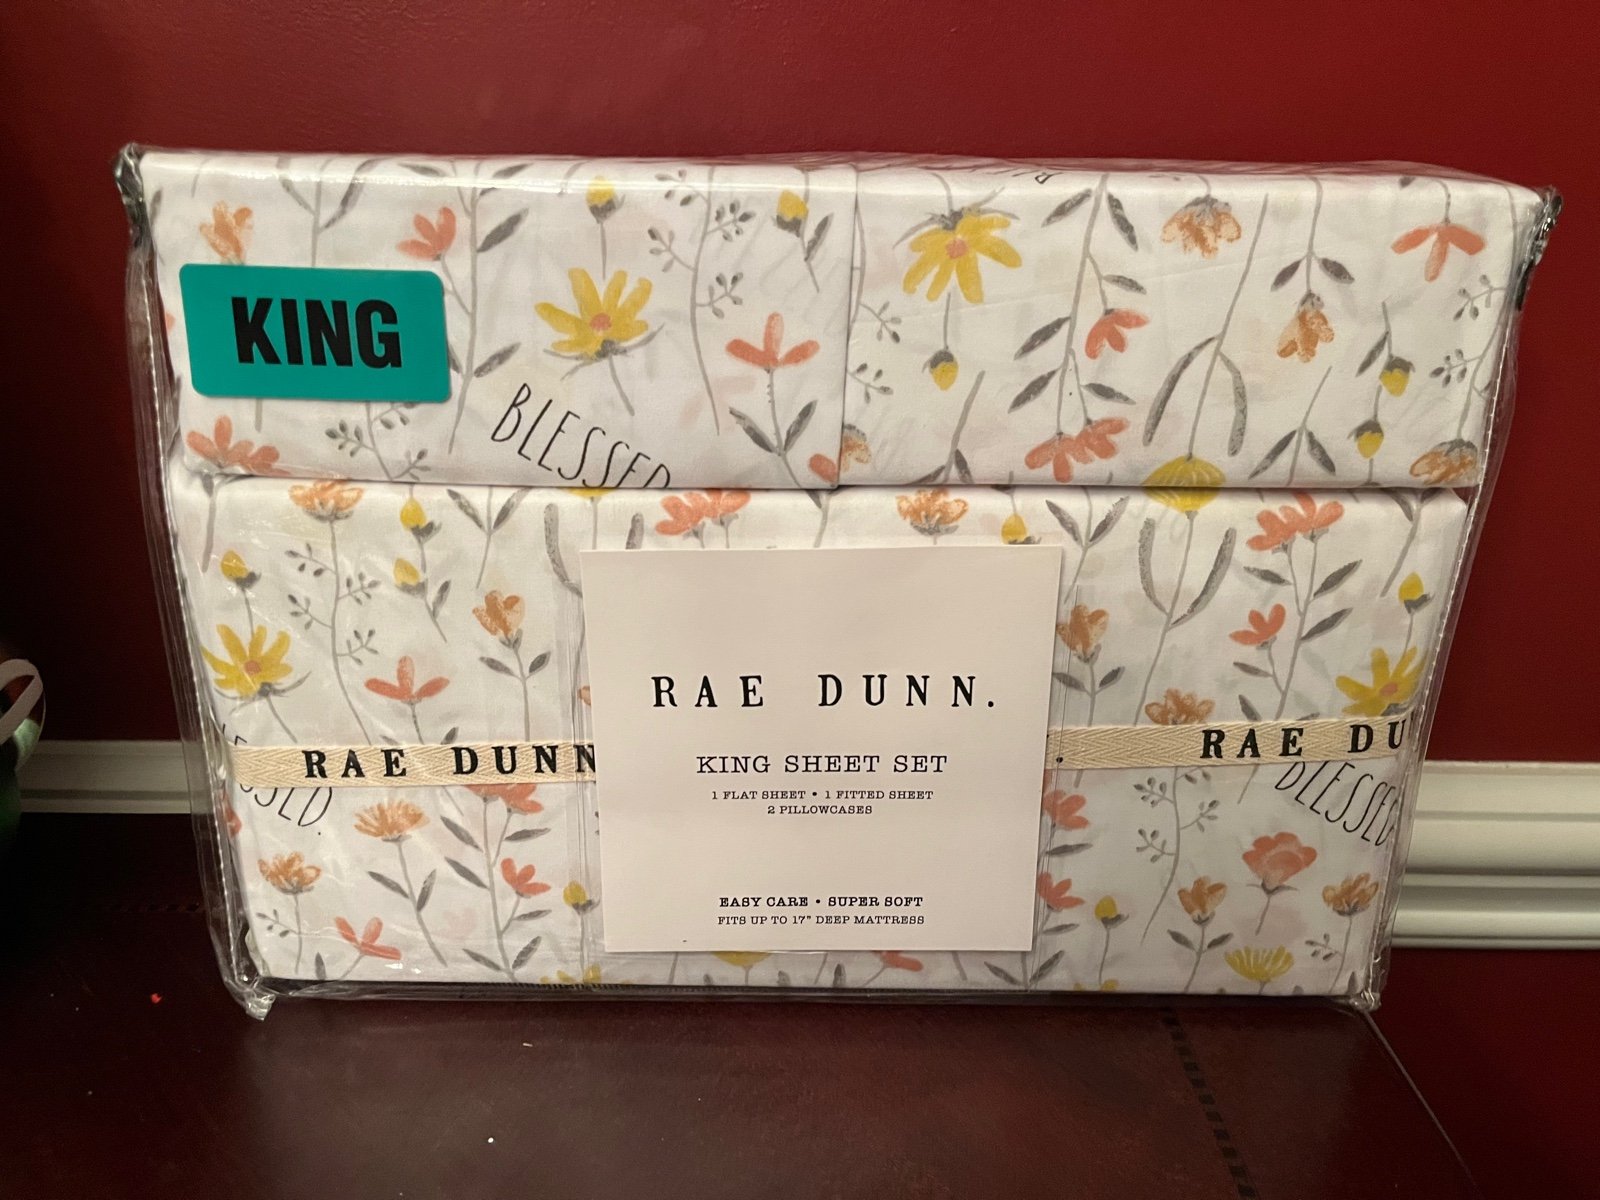 KING
BLESSED
RAE DUNN.
KING SHEET SET
1 FLAT SHEET • 1 FITTED SHEET
2 PILLOWCASES
EASY CARE • SUPER SOFT
FITS UP TO 17" DEEP MATTRESS
RAE DUNN
RAE DU
SSED.
BLESSED